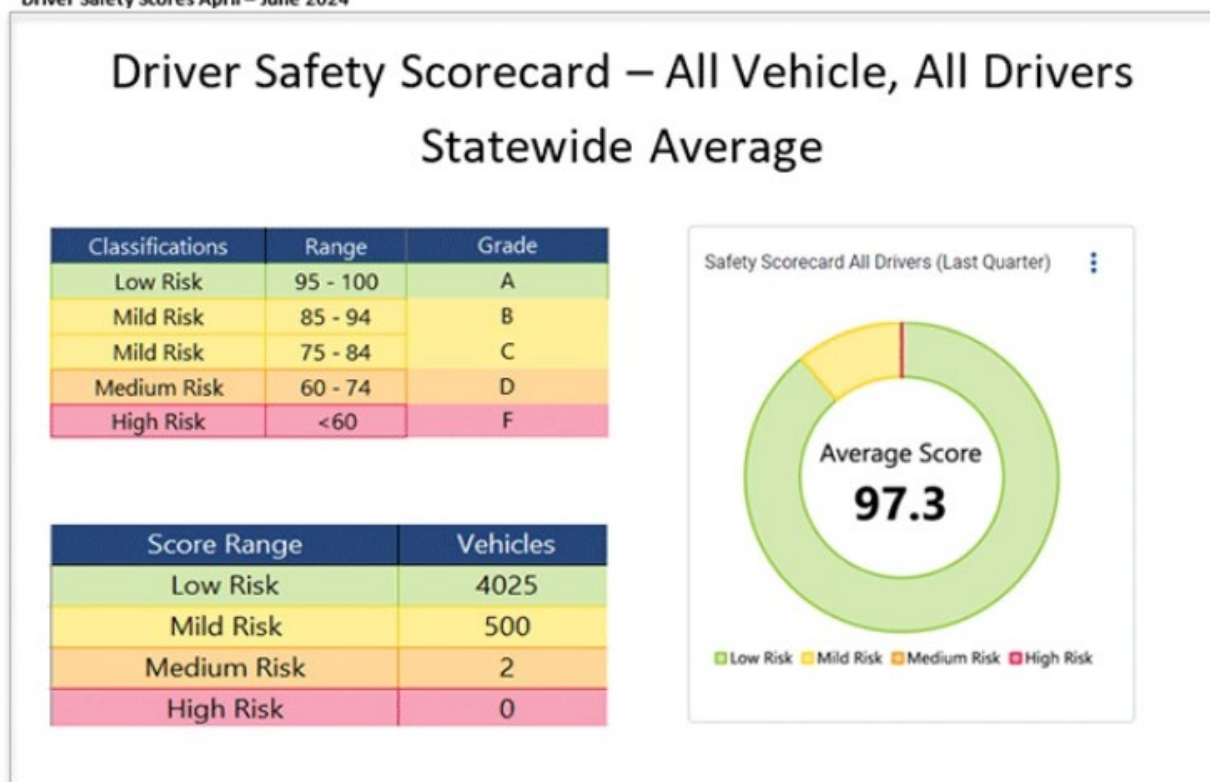 Driver Safety Scores April – June 2024
Driver Safety Scorecard – All Vehicle, All Drivers
Statewide Average
Classifications Range Grade
Low Risk 95 - 100 A
Mild Risk 85 - 94 B
Mild Risk 75 - 84 C
Medium Risk 60 - 74 D
High Risk <60 F
Score Range Vehicles
Low Risk 4025
Mild Risk 500
Medium Risk 2
High Risk 0
Safety Scorecard All Drivers (Last Quarter)
Average Score
97.3
Low Risk Mild Risk Medium Risk High Risk